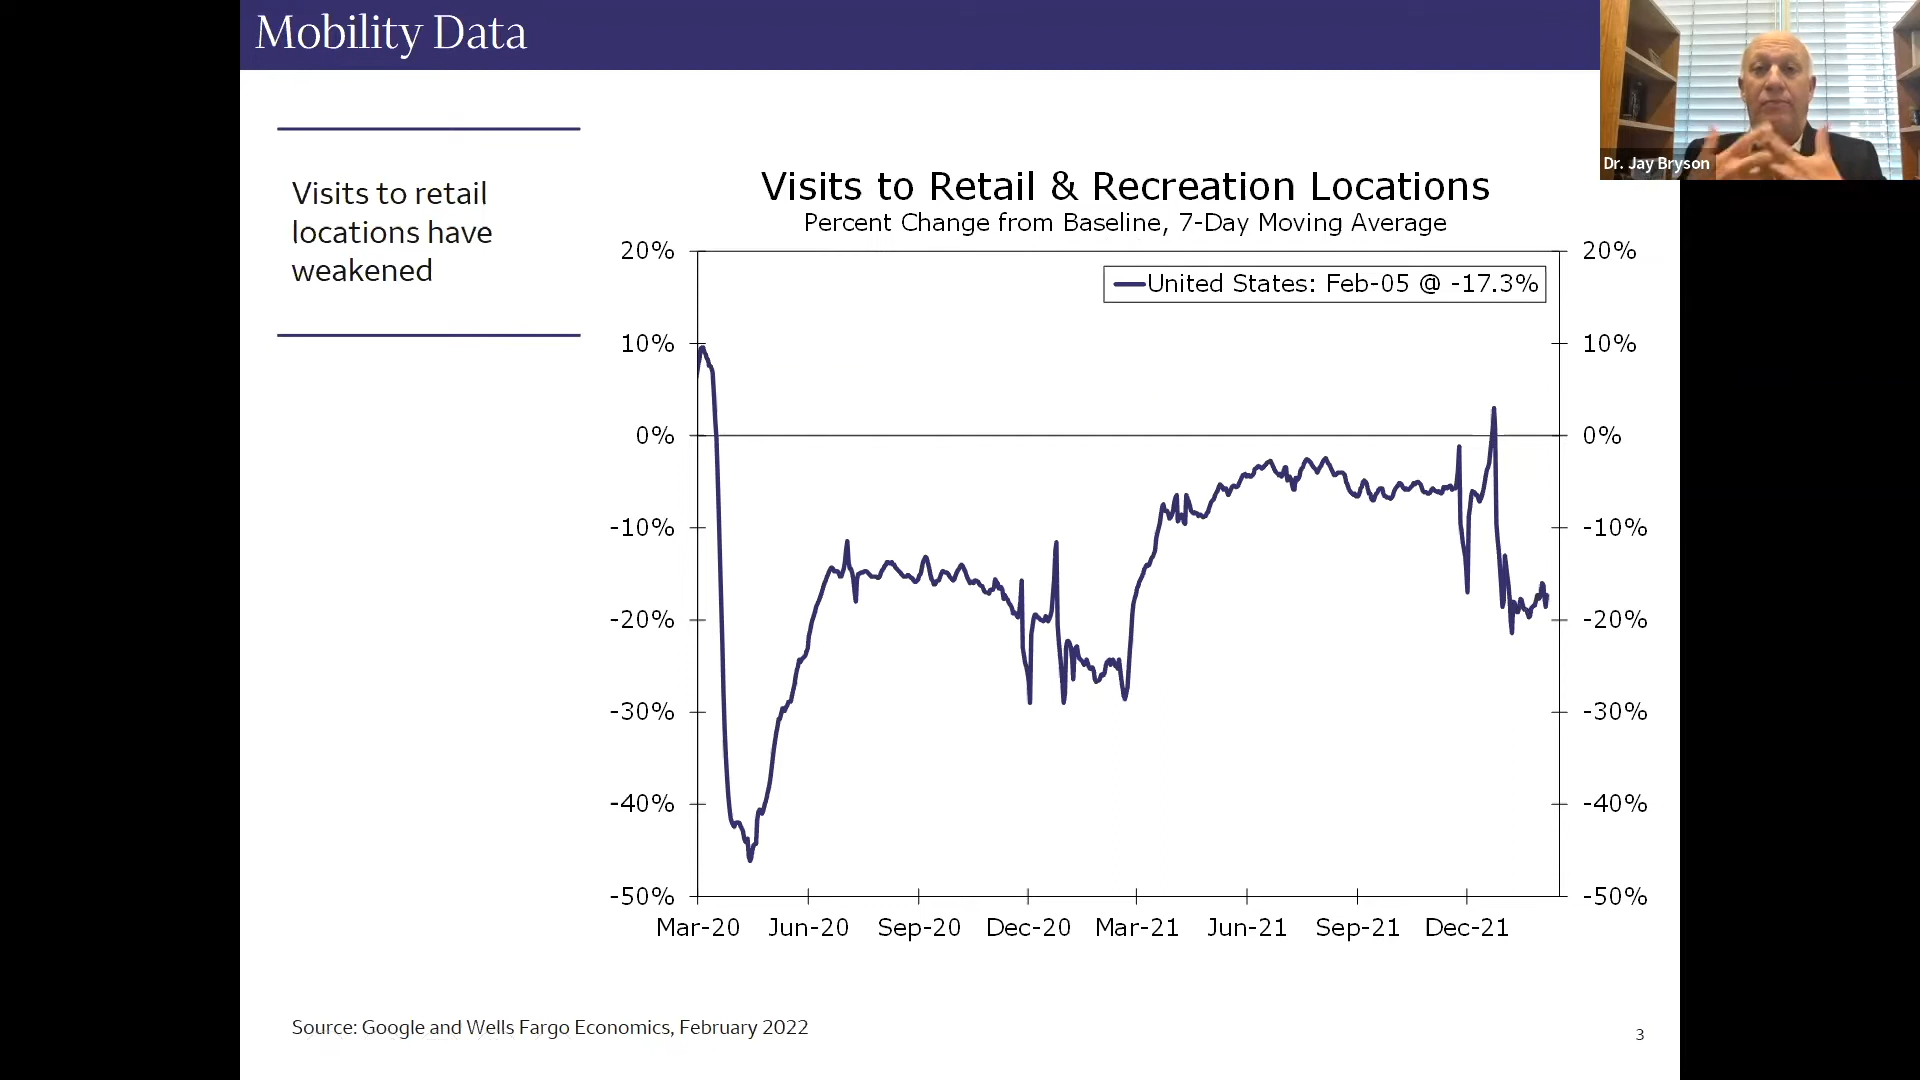 Mobility Data
Dr. Jay Bryson
Visits to retail
locations have
weakened
Visits to Retail & Recreation Locations
Percent Change from Baseline, 7-Day Moving Average
United States: Feb-05 @ -17.3%
20% 20%
10% 10%
0% 0%
-10% -10%
-20% -20%
-30% -30%
-40% -40%
-50% -50%
Mar-20 Jun-20 Sep-20 Dec-20 Mar-21 Jun-21 Sep-21 Dec-21
Source: Google and Wells Fargo Economics, February 2022
3